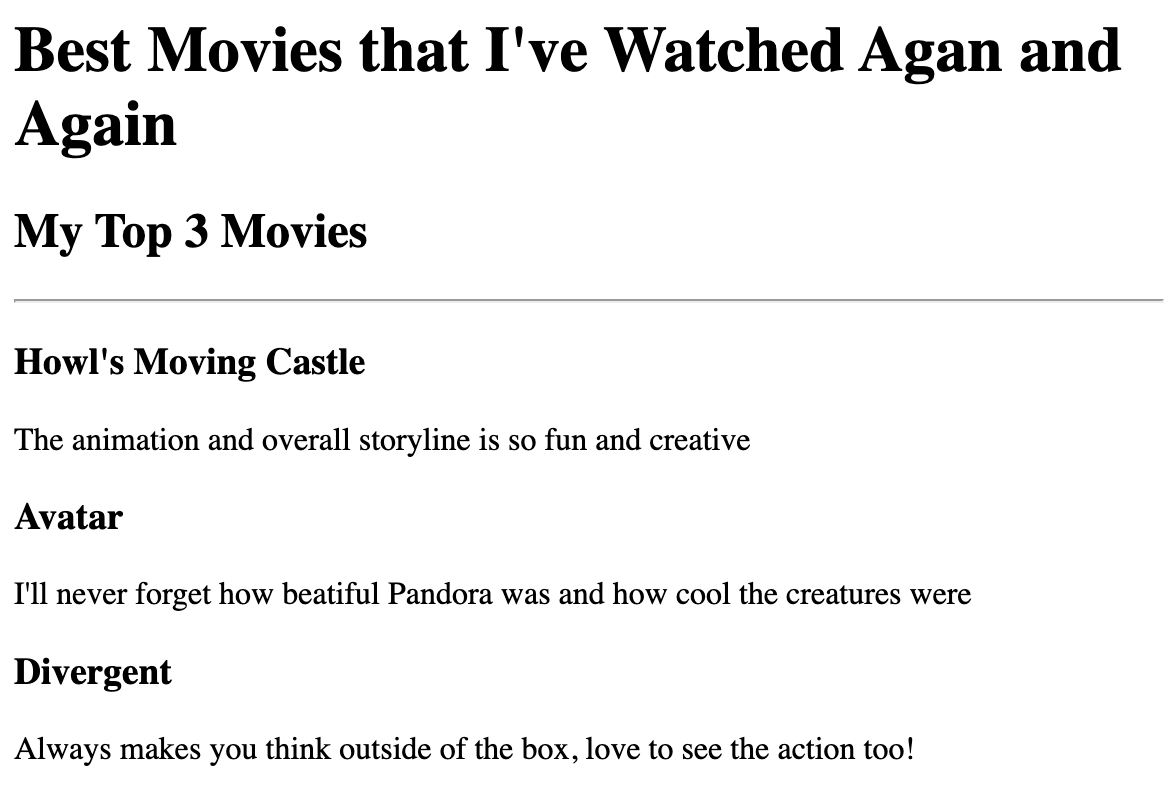 Best Movies that I've Watched Agan and
Again
My Top 3 Movies
Howl's Moving Castle
The animation and overall storyline is so fun and creative
Avatar
I'll never forget how beatiful Pandora was and how cool the creatures were
Divergent
Always makes you think outside of the box, love to see the action too!